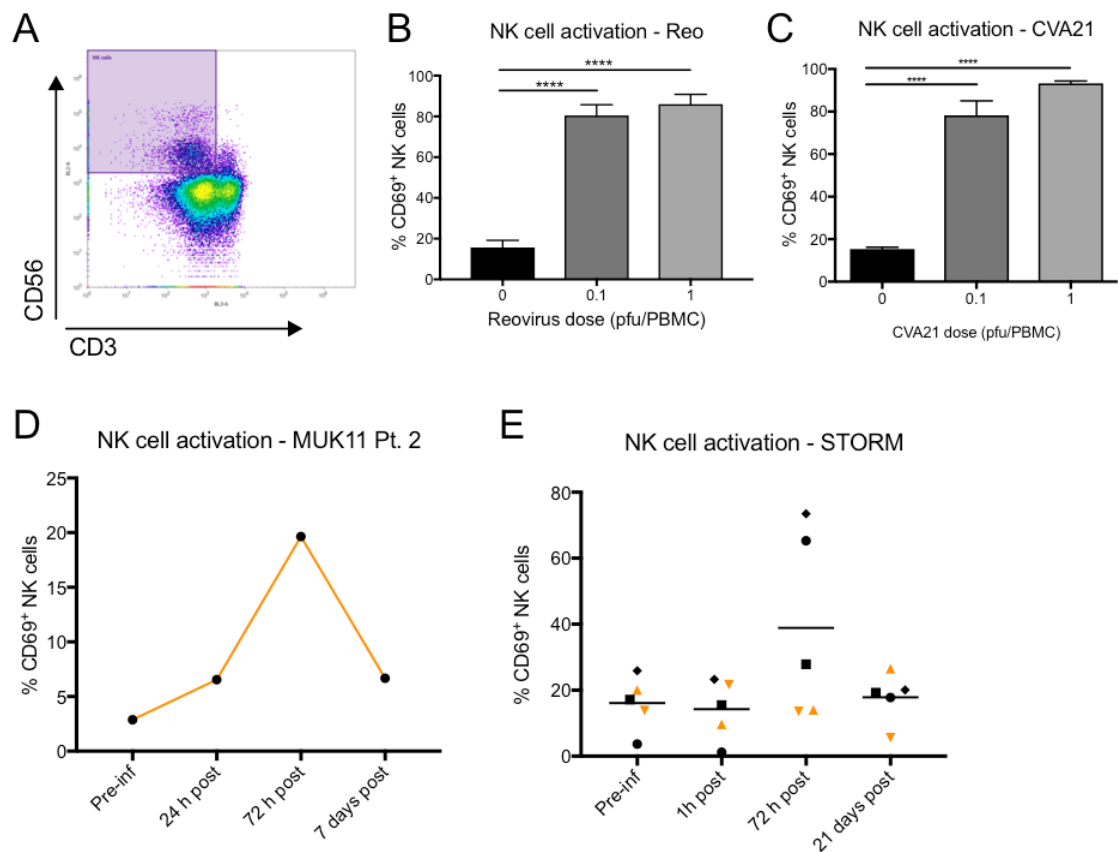 A
NK cells
CD56
CD3
B
NK cell activation - Reo
****
****
% CD69+ NK cells
100
80
60
40
20
0
0 0.1 1
Reovirus dose (pfu/PBMC)
C
NK cell activation - CVA21
****
****
% CD69+ NK cells
100
80
60
40
20
0
0 0.1 1
CVA21 dose (pfu/PBMC)
D
NK cell activation - MUK11 Pt. 2
% CD69+ NK cells
25
20
15
10
5
0
Pre-inf
24 h post
72 h post
7 days post
E
NK cell activation - STORM
% CD69+ NK cells
80
60
40
20
0
Pre-inf
1h post
72 h post
21 days post